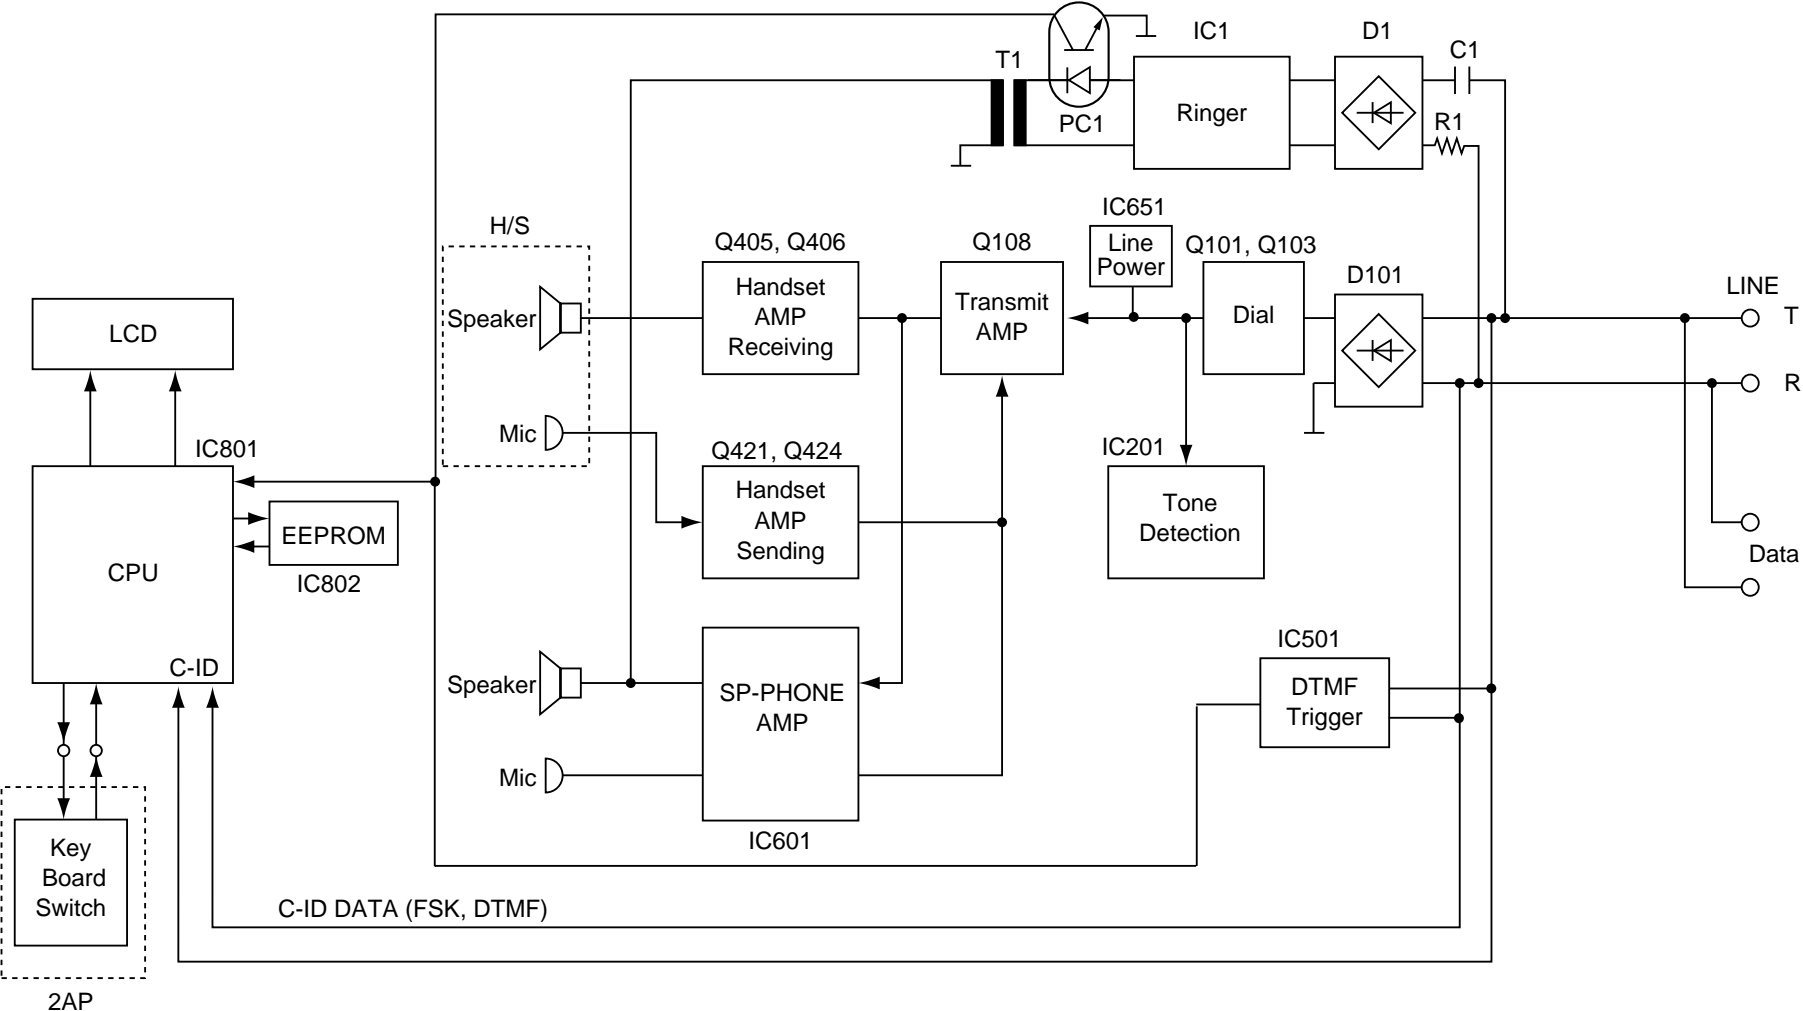 IC1
D1
C1
T1
Ringer
PC1
R1
IC651
H/S
Q405, Q406
Q108
Line
Power
Q101, Q103
D101
LINE
T
Speaker
Handset
AMP
Receiving
Transmit
AMP
Dial
LCD
R
Mic
IC801
Q421, Q424
IC201
Handset
AMP
Sending
Tone
Detection
EEPROM
IC802
CPU
Data
C-ID
IC501
Speaker
SP-PHONE
AMP
DTMF
Trigger
Mic
IC601
Key
Board
Switch
C-ID DATA (FSK, DTMF)
2AP